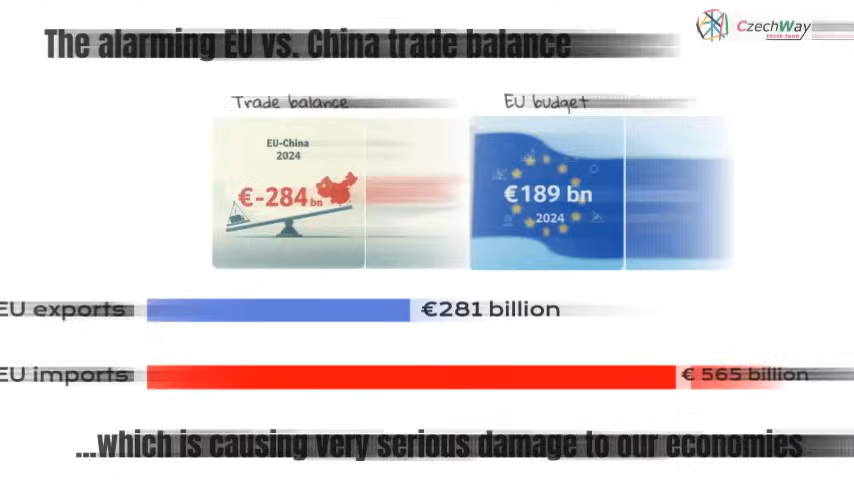 The alarming EU vs. China trade balance
CzechWay
think tank
Trade balance
EU budget
EU-China
2024
€-284 bn
€189 bn
2024
EU exports
€281 billion
EU imports
€ 565 billion
...which is causing very serious damage to our economies